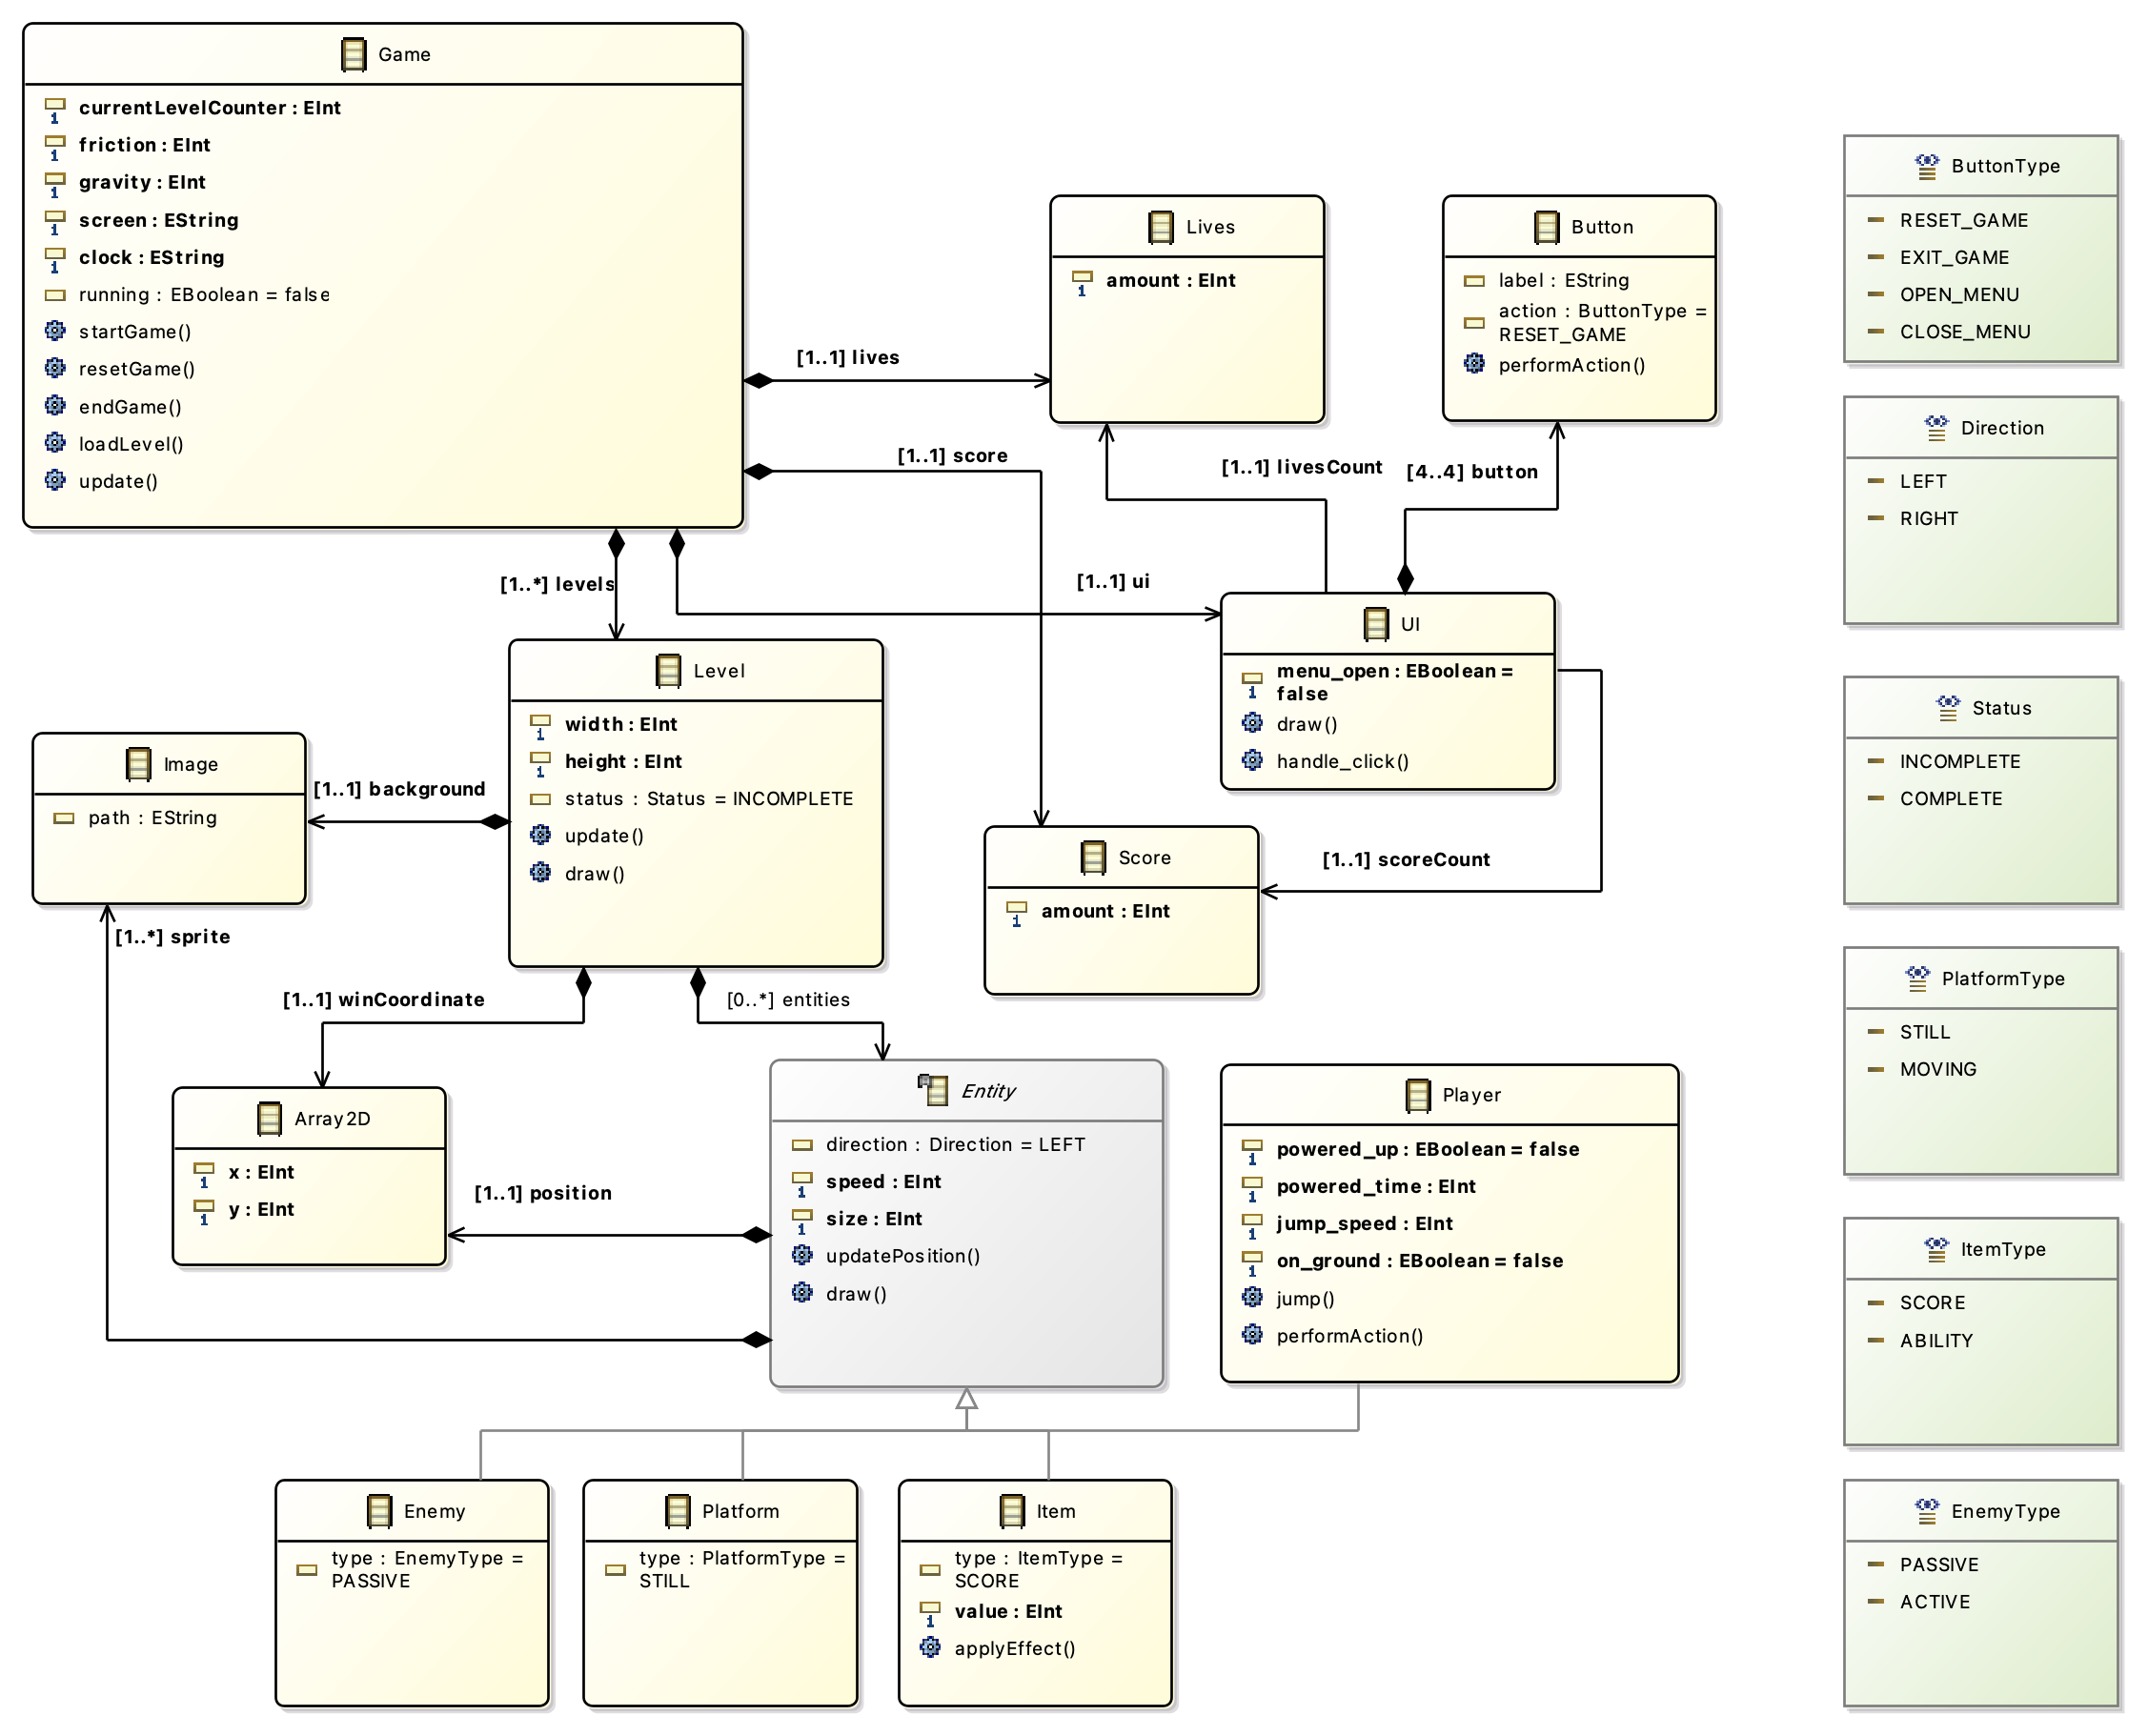 Game
currentLevelCounter : EInt
friction : EInt
gravity : EInt
screen : EString
clock : EString
running : EBoolean = false
startGame()
resetGame()
endGame()
loadLevel()
update()
[1..1] lives
[1..1] score
[1..*] levels
[1..1] ui
Lives
amount : EInt
[1..1] livesCount
Button
label : EString
action : ButtonType =
RESET_GAME
performAction()
[4..4] button
UI
menu_open : EBoolean =
false
draw()
handle_click()
[1..1] scoreCount
Level
width : EInt
height : EInt
status : Status = INCOMPLETE
update()
draw()
Image
path : EString
[1..1] background
[1..*] sprite
Score
amount : EInt
[1..1] winCoordinate
[0..*] entities
Array2D
x : EInt
y : EInt
[1..1] position
Entity
direction : Direction = LEFT
speed : EInt
size : EInt
updatePosition()
draw()
Player
powered_up : EBoolean = false
powered_time : EInt
jump_speed : EInt
on_ground : EBoolean = false
jump()
performAction()
Enemy
type : EnemyType =
PASSIVE
Platform
type : PlatformType =
STILL
Item
type : ItemType =
SCORE
value : EInt
applyEffect()
ButtonType
RESET_GAME
EXIT_GAME
OPEN_MENU
CLOSE_MENU
Direction
LEFT
RIGHT
Status
INCOMPLETE
COMPLETE
PlatformType
STILL
MOVING
ItemType
SCORE
ABILITY
EnemyType
PASSIVE
ACTIVE